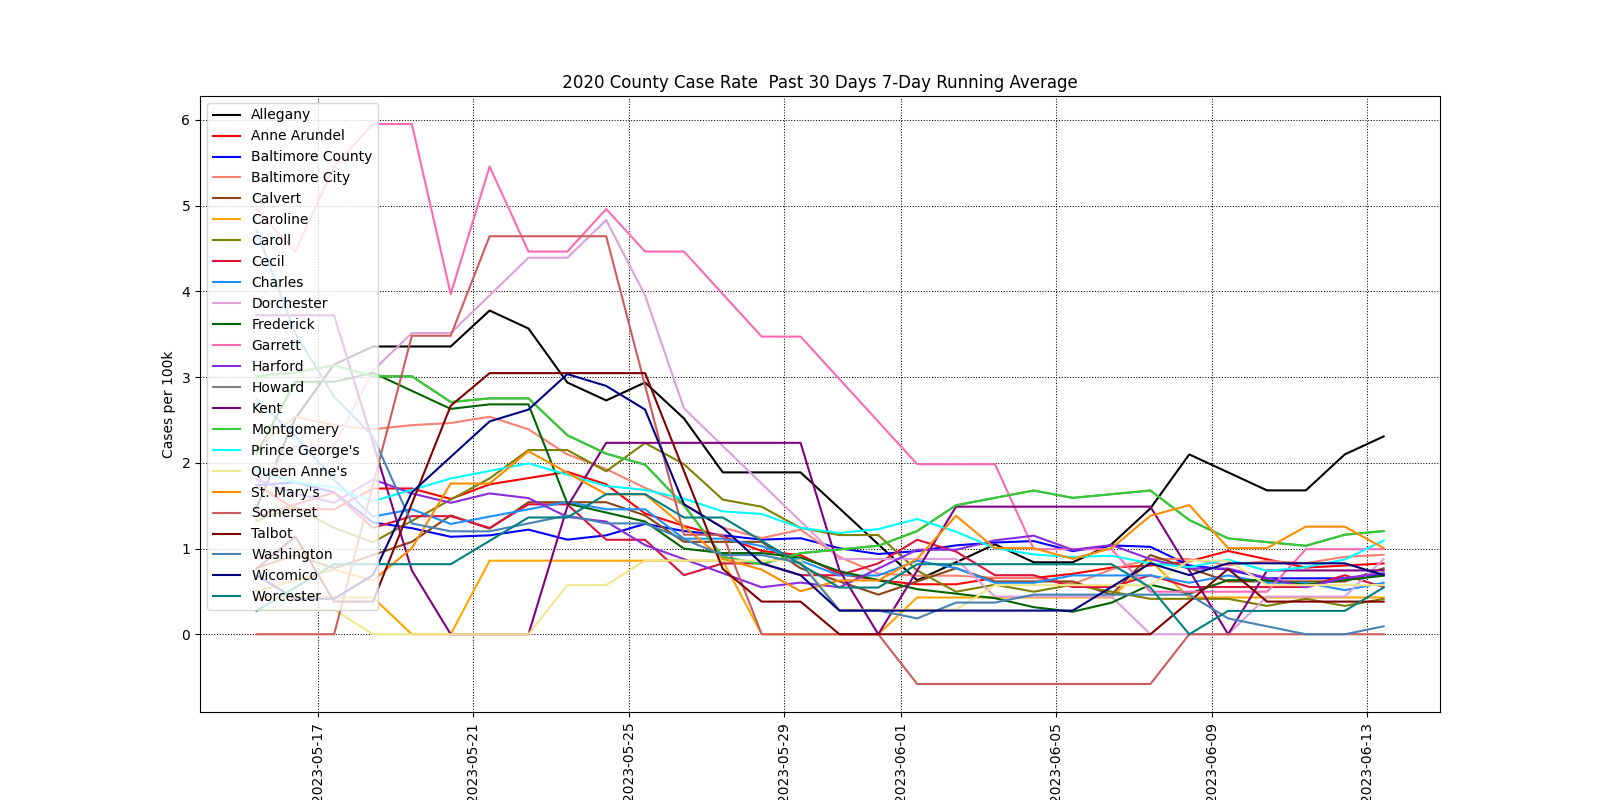 2020 County Case Rate  Past 30 Days 7-Day Running Average
Cases per 100k
6
5
4
3
2
1
0
Allegany
Anne Arundel
Baltimore County
Baltimore City
Calvert
Caroline
Caroll
Cecil
Charles
Dorchester
Frederick
Garrett
Harford
Howard
Kent
Montgomery
Prince George's
Queen Anne's
St. Mary's
Somerset
Talbot
Washington
Wicomico
Worcester
2023-05-17
2023-05-21
2023-05-25
2023-05-29
2023-06-01
2023-06-05
2023-06-09
2023-06-13